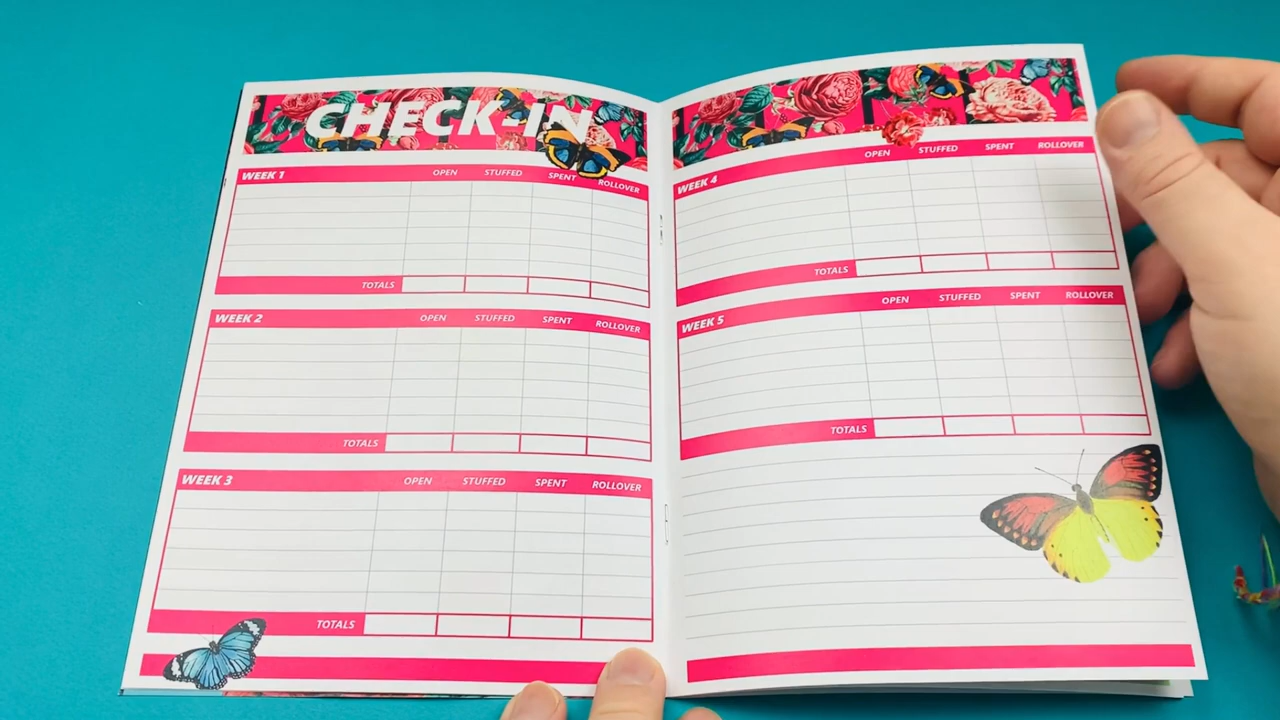 CHECK-IN
WEEK 1 OPEN STUFFED SPENT ROLLOVER
TOTALS
WEEK 2 OPEN STUFFED SPENT ROLLOVER
TOTALS
WEEK 3 OPEN STUFFED SPENT ROLLOVER
TOTALS
WEEK 4 OPEN STUFFED SPENT ROLLOVER
TOTALS
WEEK 5 OPEN STUFFED SPENT ROLLOVER
TOTALS